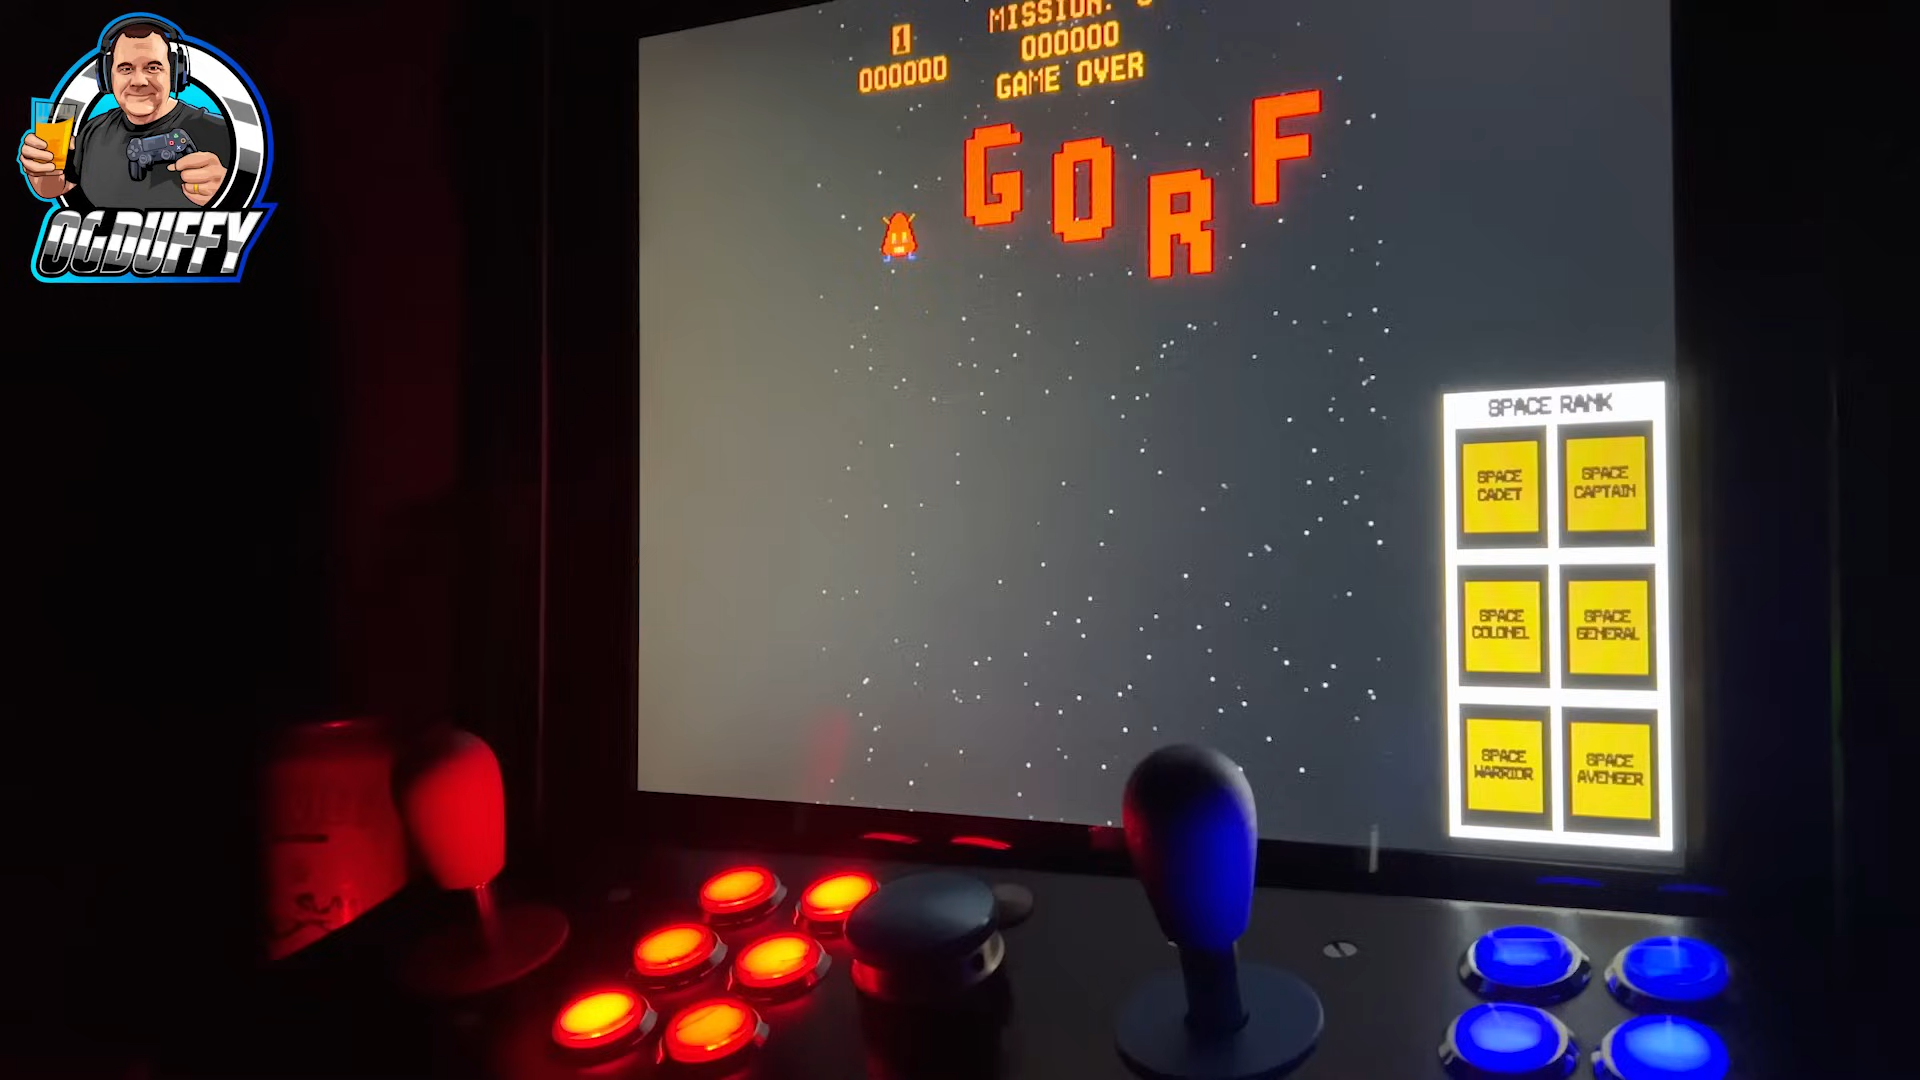 OGDUFFY
MISSION:
1
000000
000000
GAME OVER
GORF
SPACE RANK
SPACE
CADET
SPACE
CAPTAIN
SPACE
COLONEL
SPACE
GENERAL
SPACE
WARRIOR
SPACE
AVENGER